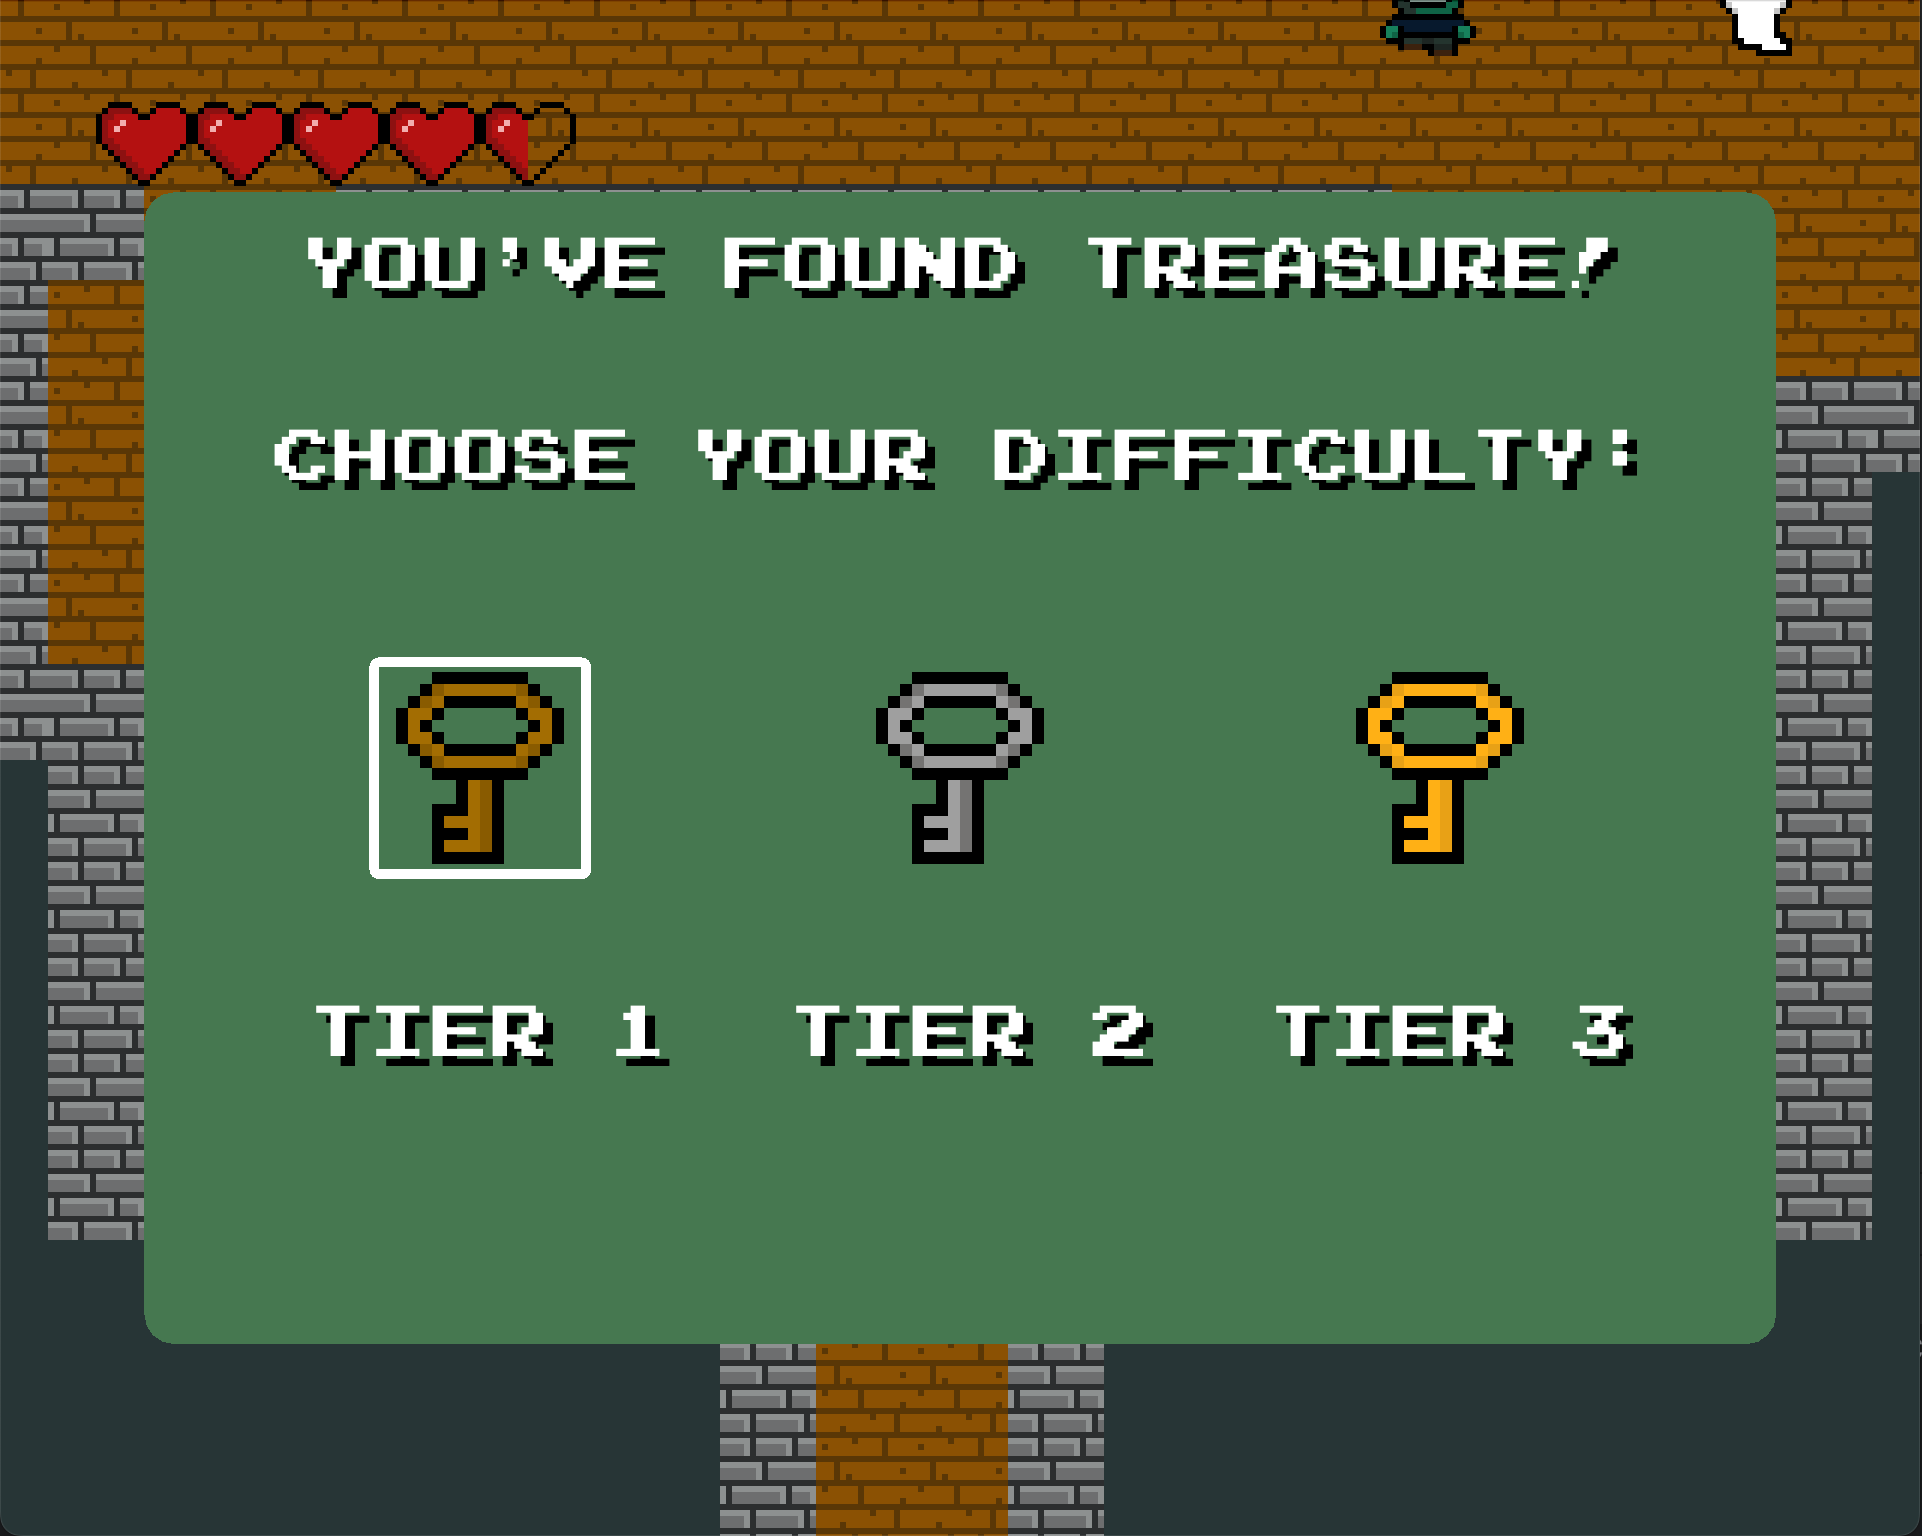 YOU'VE FOUND TREASURE!
CHOOSE YOUR DIFFICULTY:
TIER 1 TIER 2 TIER 3